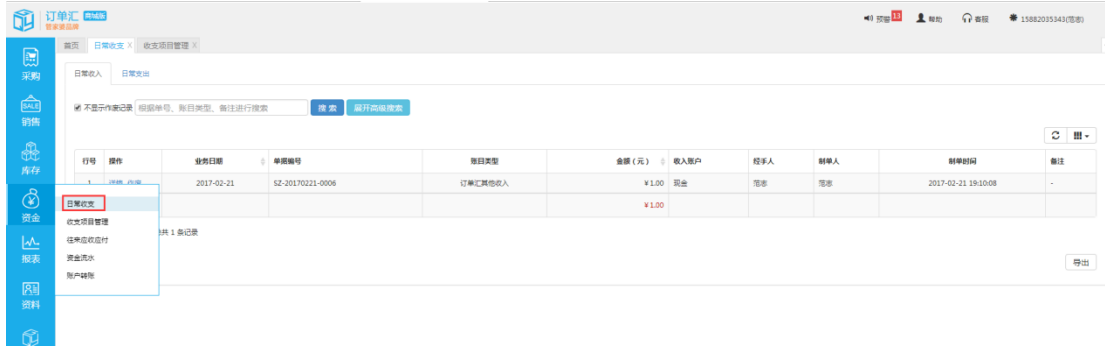 订单汇 商城版
管家婆品牌
预警 13 帮助 客服 15882035343(范志)
首页 日常收支 X 收支项目管理 X
日常收入 日常支出
不显示作废记录 根据单号、账目类型、备注进行搜索 搜 索 展开高级搜索
行号 操作 业务日期 单据编号 账目类型 金额(元) 收入账户 经手人 制单人 制单时间 备注
1 详情 作废 2017-02-21 SZ-20170221-0006 订单汇其他收入 ¥1.00 现金 范志 范志 2017-02-21 19:10:08 -
¥1.00
共 1 条记录
导出
采购
SALE
销售
库存
资金
报表
资料
日常收支
收支项目管理
往来应收应付
资金流水
账户转账